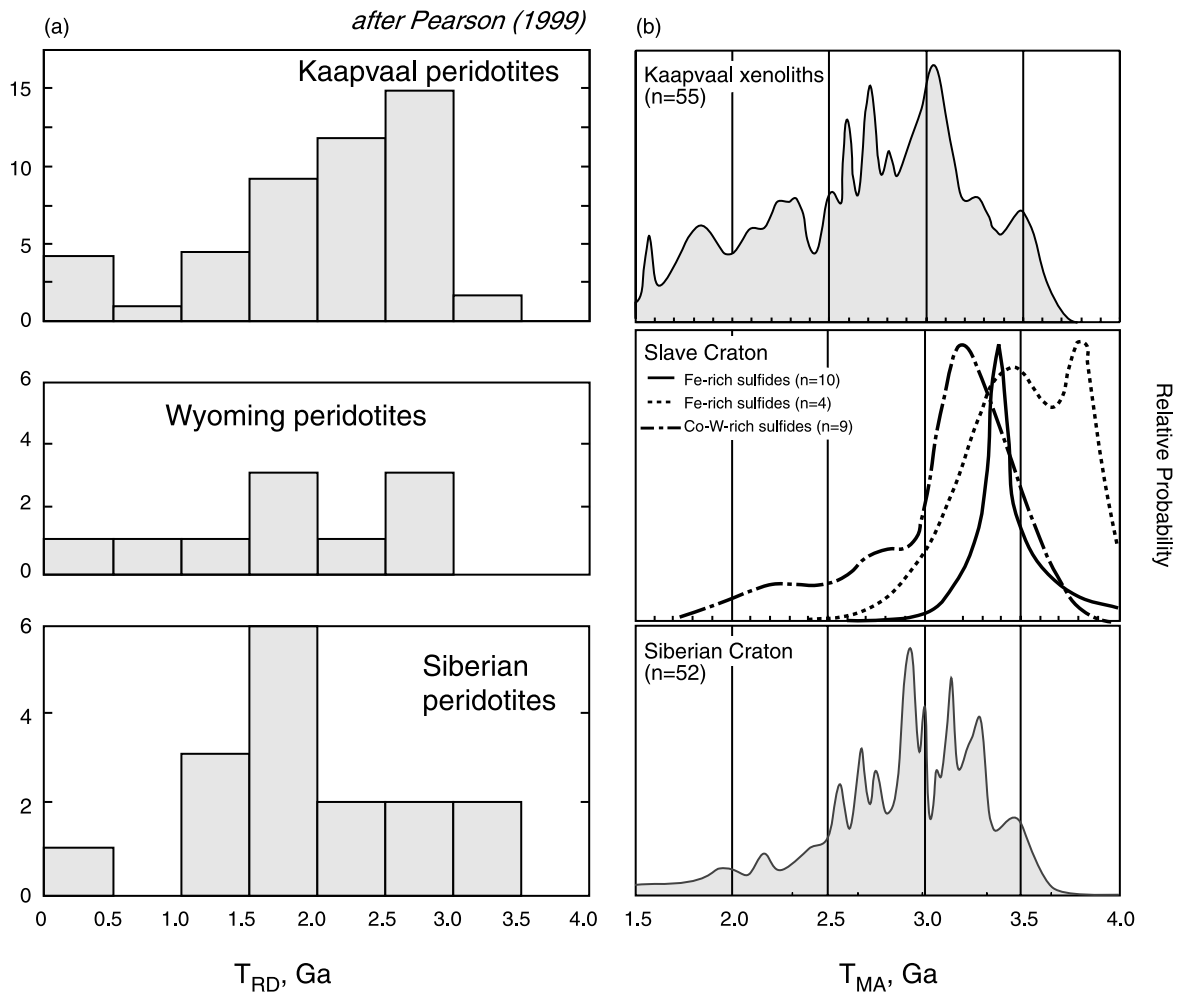 (a)
after Pearson (1999)
Kaapvaal peridotites
15
10
5
0
Wyoming peridotites
6
4
2
0
Siberian
peridotites
6
4
2
0
0 0.5 1.0 1.5 2.0 2.5 3.0 3.5 4.0
TRD, Ga
(b)
Kaapvaal xenoliths
(n=55)
Slave Craton
Fe-rich sulfides (n=10)
Fe-rich sulfides (n=4)
Co-W-rich sulfides (n=9)
Siberian Craton
(n=52)
1.5 2.0 2.5 3.0 3.5 4.0
TMA, Ga
Relative Probability